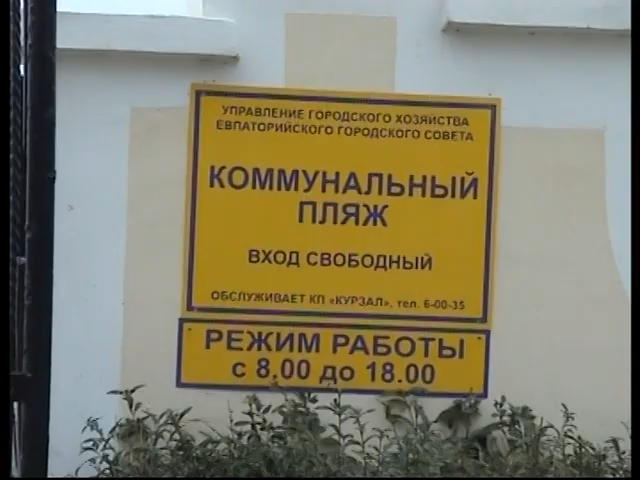 УПРАВЛЕНИЕ ГОРОДСКОГО ХОЗЯЙСТВА
ЕВПАТОРИЙСКОГО ГОРОДСКОГО СОВЕТА
КОММУНАЛЬНЫЙ
ПЛЯЖ
ВХОД СВОБОДНЫЙ
ОБСЛУЖИВАЕТ КП «КУРЗАЛ», тел. 6-00-35
РЕЖИМ РАБОТЫ
с 8.00 до 18.00